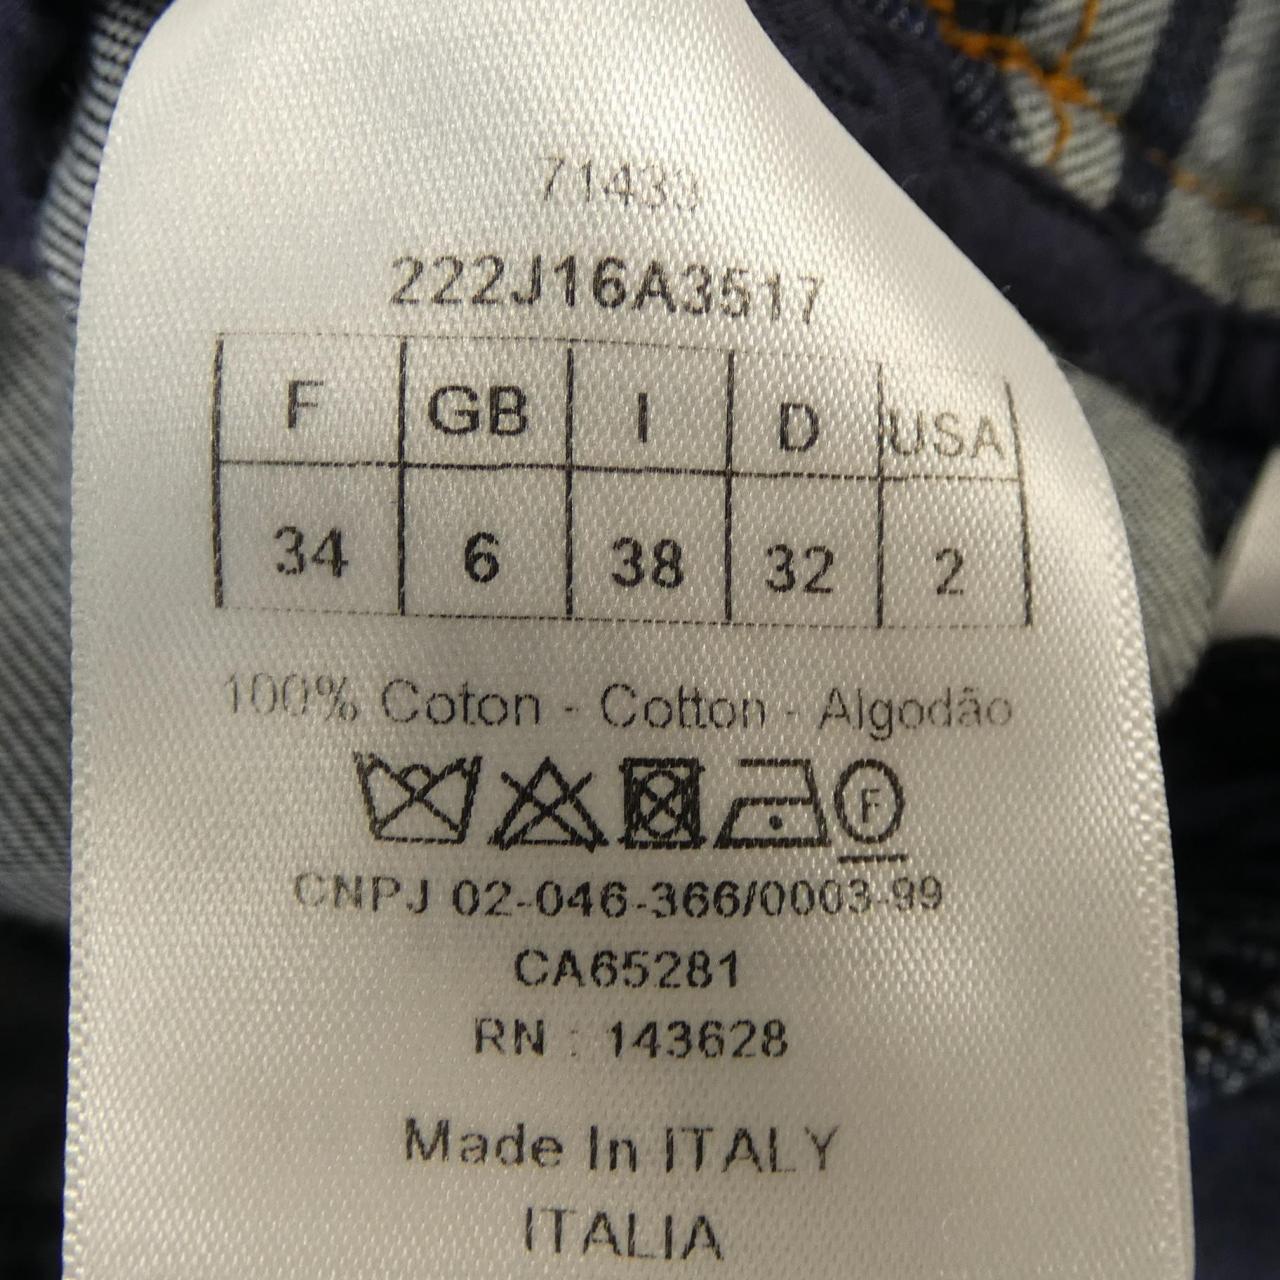 71433
222J16A3517
F GB I D USA
34 6 38 32 2
100% Coton - Cotton - Algodão
F
CNPJ 02-046-366/0003-99
CA65281
RN : 143628
Made In ITALY
ITALIA